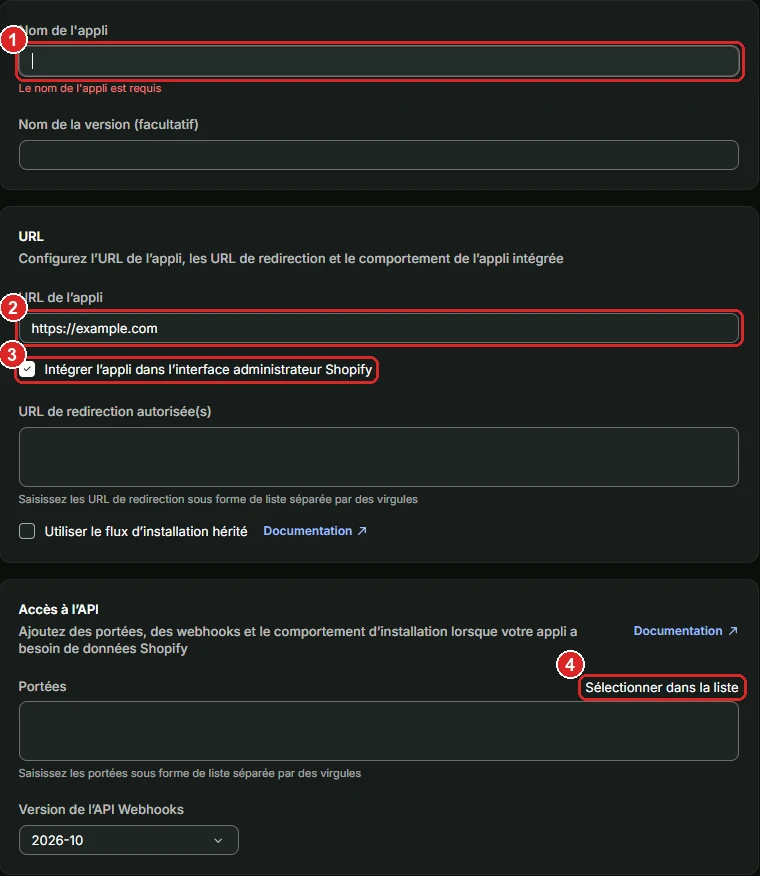 Nom de l'appli
1
Le nom de l'appli est requis
Nom de la version (facultatif)
URL
Configurez l'URL de l'appli, les URL de redirection et le comportement de l'appli intégrée
URL de l'appli
2
https://example.com
3
Intégrer l'appli dans l'interface administrateur Shopify
URL de redirection autorisée(s)
Saisissez les URL de redirection sous forme de liste séparée par des virgules
Utiliser le flux d'installation hérité Documentation ↗
Accès à l'API
Ajoutez des portées, des webhooks et le comportement d'installation lorsque votre appli a
besoin de données Shopify
Documentation ↗
4
Portées
Sélectionner dans la liste
Saisissez les portées sous forme de liste séparée par des virgules
Version de l'API Webhooks
2026-10